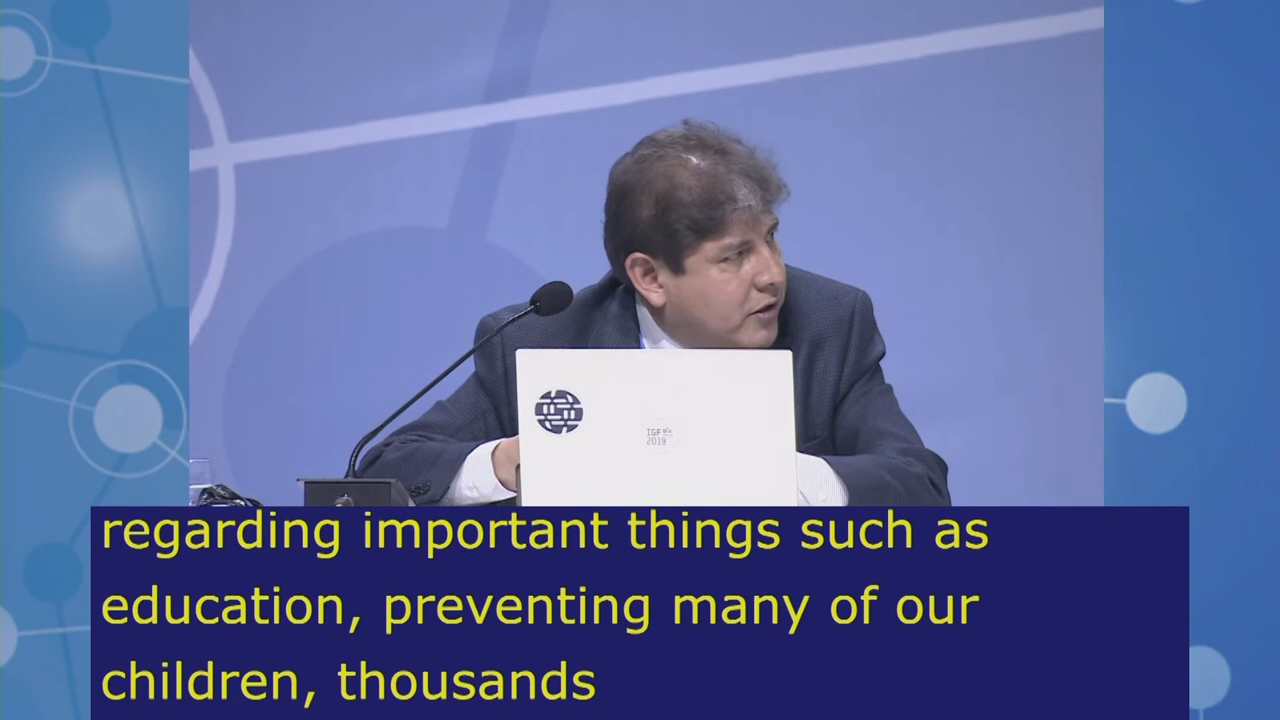 IGF
2019
regarding important things such as
education, preventing many of our
children, thousands